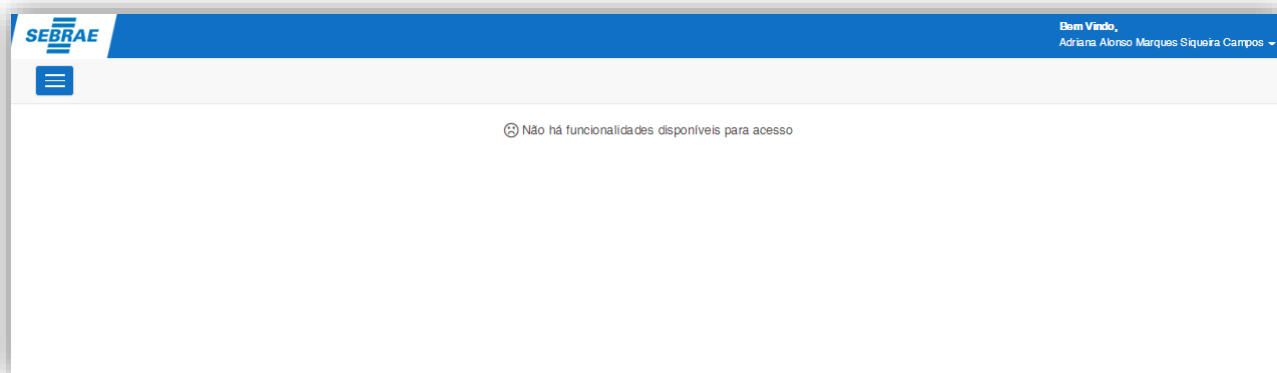 SEBRAE
Bem Vindo,
Adriana Alonso Marques Siqueira Campos
Não há funcionalidades disponíveis para acesso